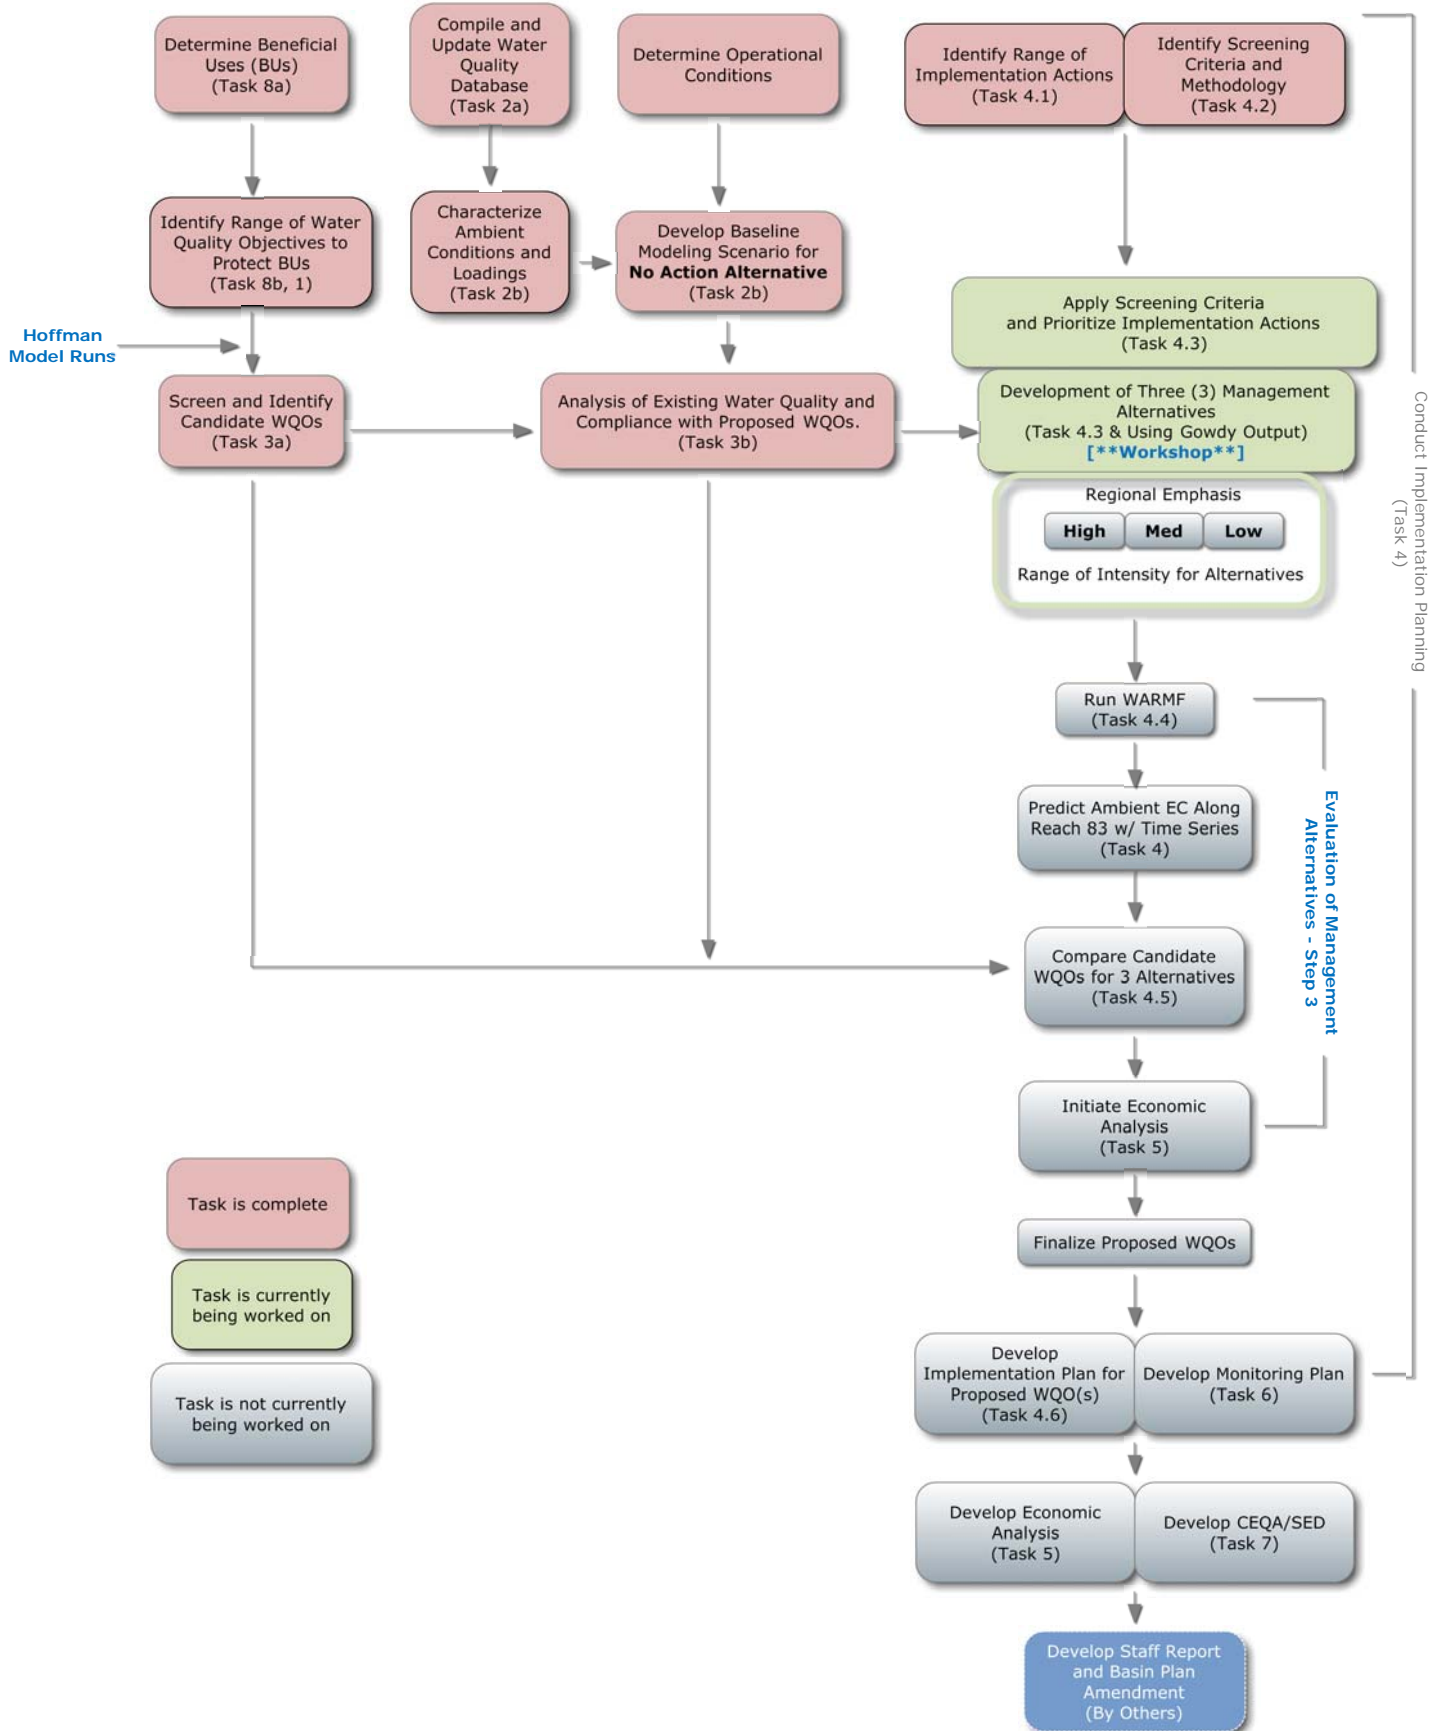 Determine Beneficial
Uses (BUs)
(Task 8a)
Compile and
Update Water
Quality
Database
(Task 2a)
Determine Operational
Conditions
Identify Range of
Implementation Actions
(Task 4.1)
Identify Screening
Criteria and
Methodology
(Task 4.2)
Identify Range of Water
Quality Objectives to
Protect BUs
(Task 8b, 1)
Characterize
Ambient
Conditions and
Loadings
(Task 2b)
Develop Baseline
Modeling Scenario for
No Action Alternative
(Task 2b)
Apply Screening Criteria
and Prioritize Implementation Actions
(Task 4.3)
Hoffman
Model Runs
Screen and Identify
Candidate WQOs
(Task 3a)
Analysis of Existing Water Quality and
Compliance with Proposed WQOs.
(Task 3b)
Development of Three (3) Management
Alternatives
(Task 4.3 & Using Gowdy Output)
[**Workshop**]
Regional Emphasis
High Med Low
Range of Intensity for Alternatives
Conduct Implementation Planning
(Task 4)
Run WARMF
(Task 4.4)
Predict Ambient EC Along
Reach 83 w/ Time Series
(Task 4)
Compare Candidate
WQOs for 3 Alternatives
(Task 4.5)
Initiate Economic
Analysis
(Task 5)
Evaluation of Management
Alternatives - Step 3
Finalize Proposed WQOs
Develop
Implementation Plan for
Proposed WQO(s)
(Task 4.6)
Develop Monitoring Plan
(Task 6)
Develop Economic
Analysis
(Task 5)
Develop CEQA/SED
(Task 7)
Develop Staff Report
and Basin Plan
Amendment
(By Others)
Task is complete
Task is currently
being worked on
Task is not currently
being worked on